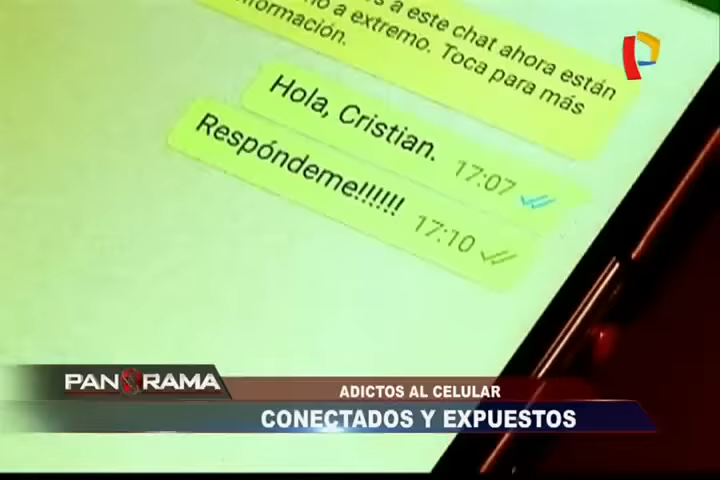 a este chat ahora están
o a extremo. Toca para más
formación.
Hola, Cristian.
17:07
Respóndeme!!!!!!
17:10
PANORAMA
ADICTOS AL CELULAR
CONECTADOS Y EXPUESTOS